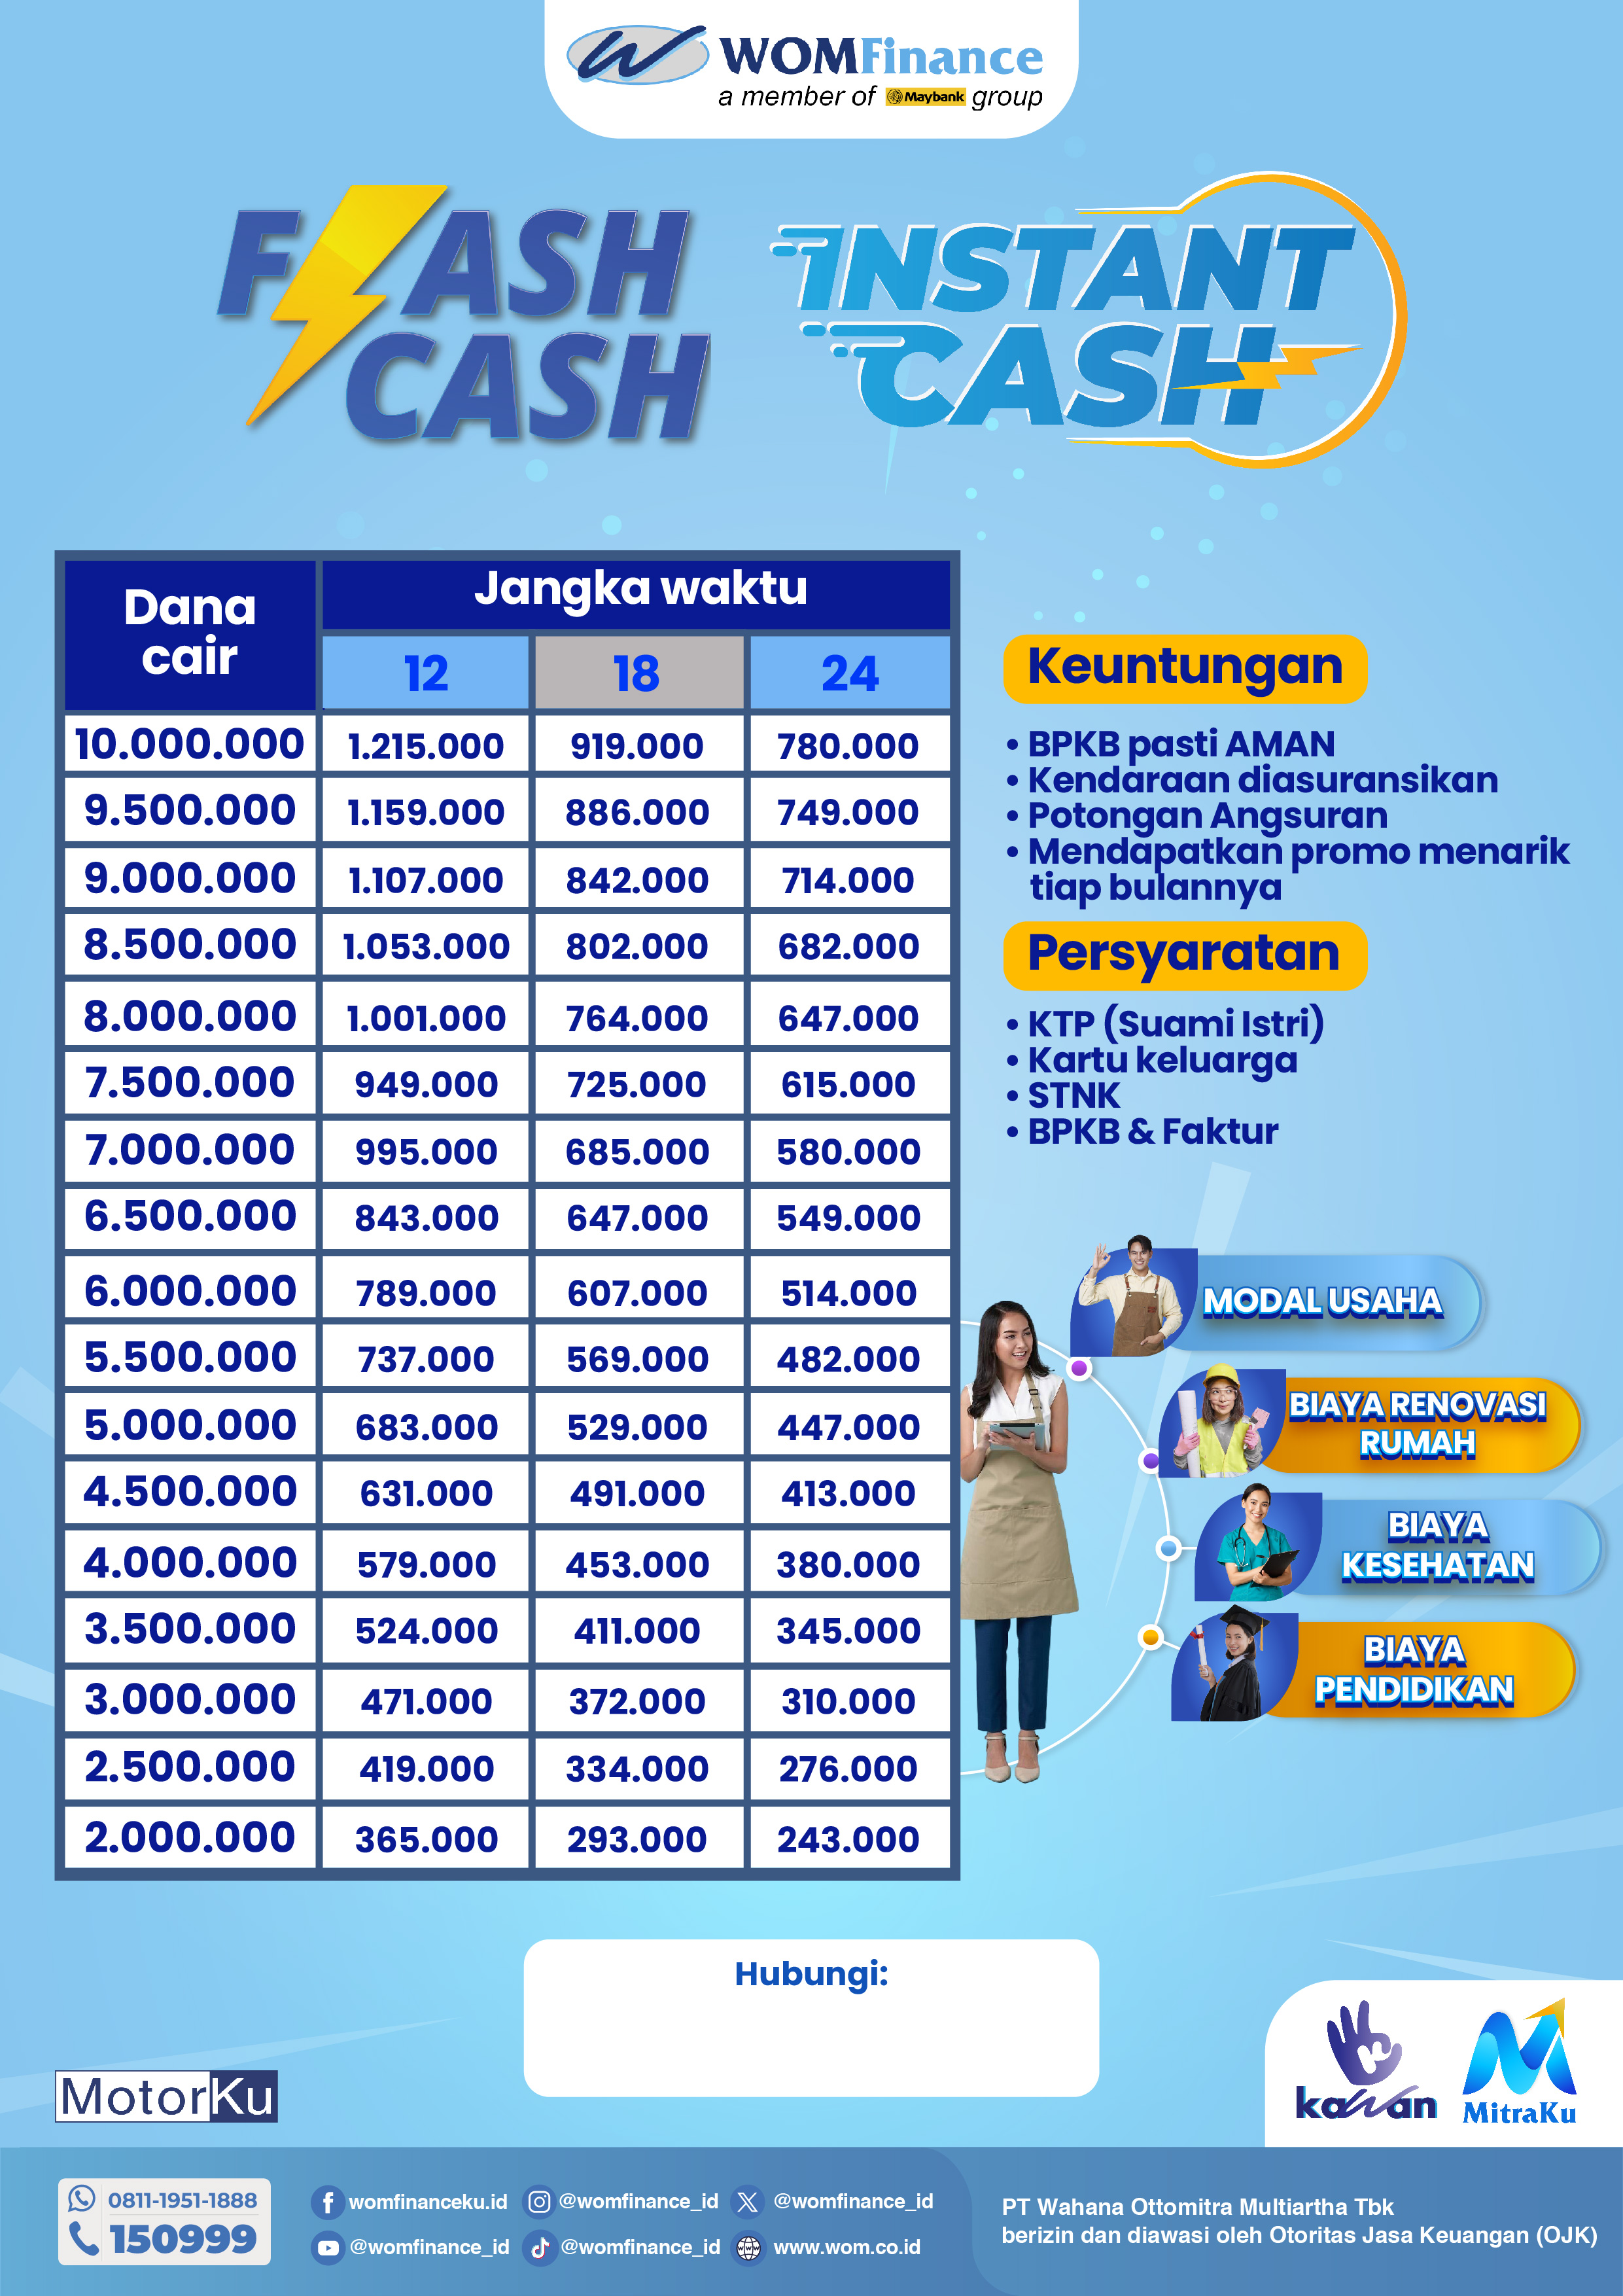 WOMFinance
a member of Maybank group
FLASH
CASH
INSTANT
CASH
Dana cair
Jangka waktu
12 18 24
10.000.000 1.215.000 919.000 780.000
9.500.000 1.159.000 886.000 749.000
9.000.000 1.107.000 842.000 714.000
8.500.000 1.053.000 802.000 682.000
8.000.000 1.001.000 764.000 647.000
7.500.000 949.000 725.000 615.000
7.000.000 995.000 685.000 580.000
6.500.000 843.000 647.000 549.000
6.000.000 789.000 607.000 514.000
5.500.000 737.000 569.000 482.000
5.000.000 683.000 529.000 447.000
4.500.000 631.000 491.000 413.000
4.000.000 579.000 453.000 380.000
3.500.000 524.000 411.000 345.000
3.000.000 471.000 372.000 310.000
2.500.000 419.000 334.000 276.000
2.000.000 365.000 293.000 243.000
Keuntungan
• BPKB pasti AMAN
• Kendaraan diasuransikan
• Potongan Angsuran
• Mendapatkan promo menarik
tiap bulannya
Persyaratan
• KTP (Suami Istri)
• Kartu keluarga
• STNK
• BPKB & Faktur
MODAL USAHA
BIAYA RENOVASI
RUMAH
BIAYA
KESEHATAN
BIAYA
PENDIDIKAN
Hubungi:
MotorKu
kawan
MitraKu
0811-1951-1888
150999
womfinanceku.id @womfinance_id @womfinance_id
@womfinance_id @womfinance_id www.wom.co.id
PT Wahana Ottomitra Multiartha Tbk
berizin dan diawasi oleh Otoritas Jasa Keuangan (OJK)